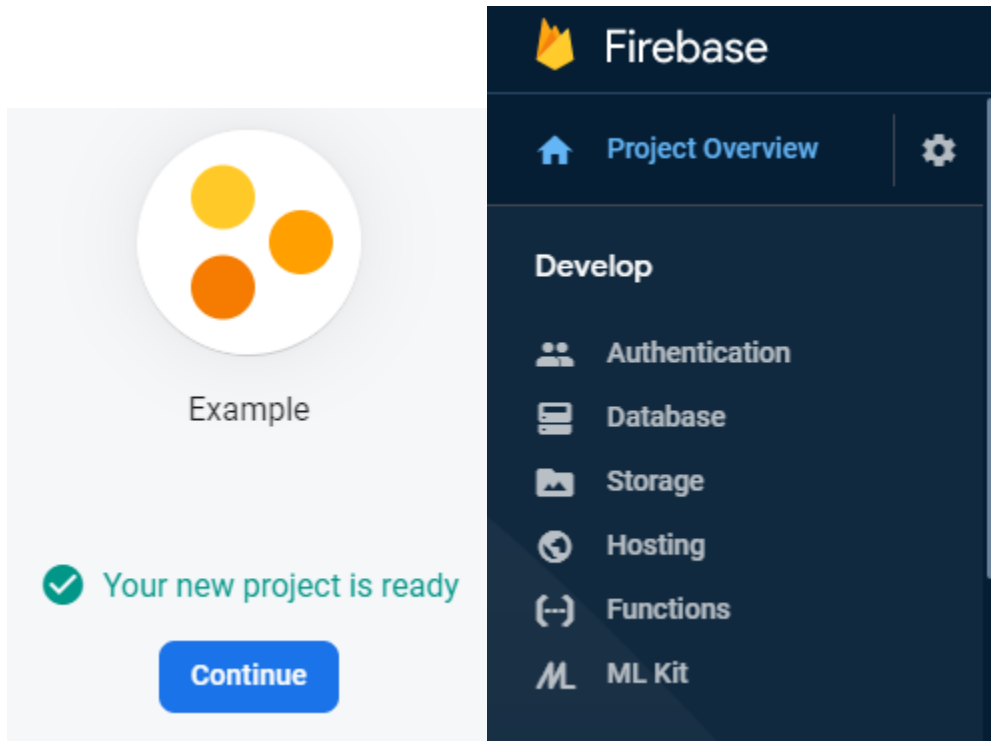 Example
Your new project is ready
Continue
Firebase
Project Overview
Develop
Authentication
Database
Storage
Hosting
Functions
ML Kit